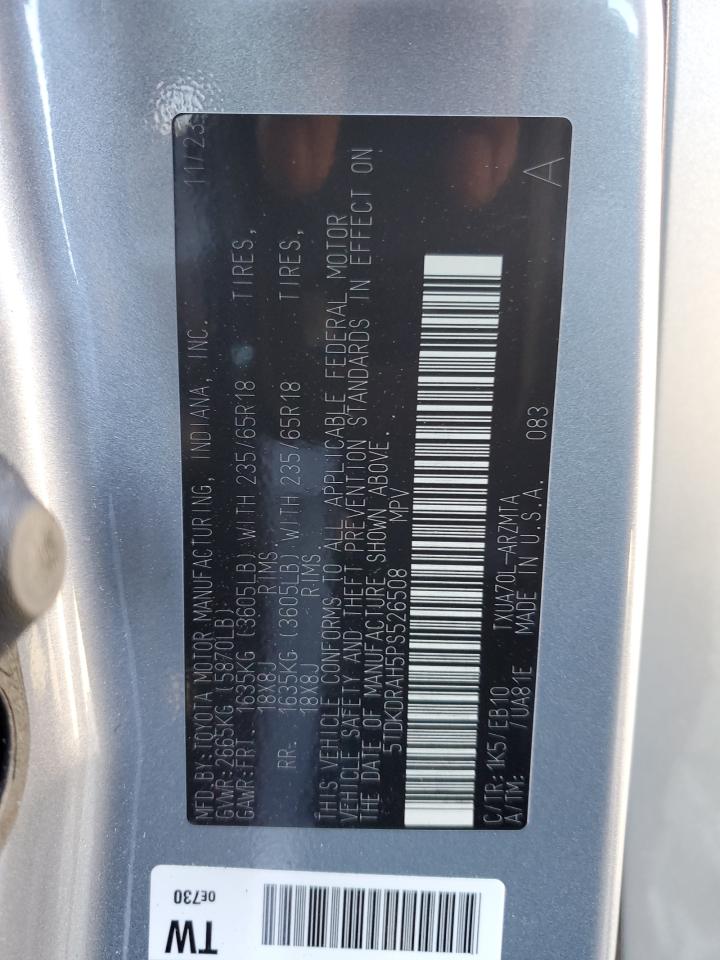 MFD.BY:TOYOTA MOTOR MANUFACTURING, INDIANA, INC. 11/23
GVWR:2665KG (5870LB)
GAWR:FRT. 1635KG (3605LB) WITH 235/65R18 TIRES,
18X8J RIMS.
RR. 1635KG (3605LB) WITH 235/65R18 TIRES,
18X8J RIMS.
THIS VEHICLE CONFORMS TO ALL APPLICABLE FEDERAL MOTOR
VEHICLE SAFETY AND THEFT PREVENTION STANDARDS IN EFFECT ON
THE DATE OF MANUFACTURE SHOWN ABOVE.
5TDKDRAH5PS526508 MPV
A
C/TR:1K5/EB10 TXUA70L-ARZMTA 083
A/TM: /UA81E MADE IN U.S.A.
TW
0E730